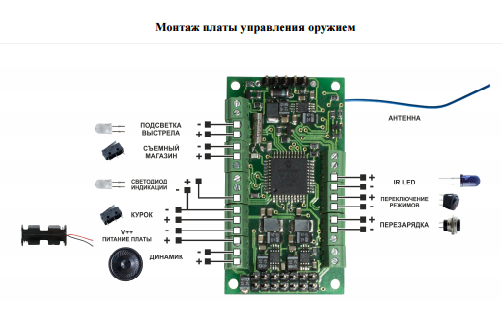 Монтаж платы управления оружием
ПОДСВЕТКА
ВЫСТРЕЛА
-
+
СЪЕМНЫЙ
МАГАЗИН
-
+
СВЕТОДИОД
ИНДИКАЦИИ
+
-
КУРОК
-
+
V++
ПИТАНИЕ ПЛАТЫ
-
+
ДИНАМИК
-
+
АНТЕННА
+
IR LED
-
+
ПЕРЕКЛЮЧЕНИЕ
РЕЖИМОВ
-
+
ПЕРЕЗАРЯДКА
-